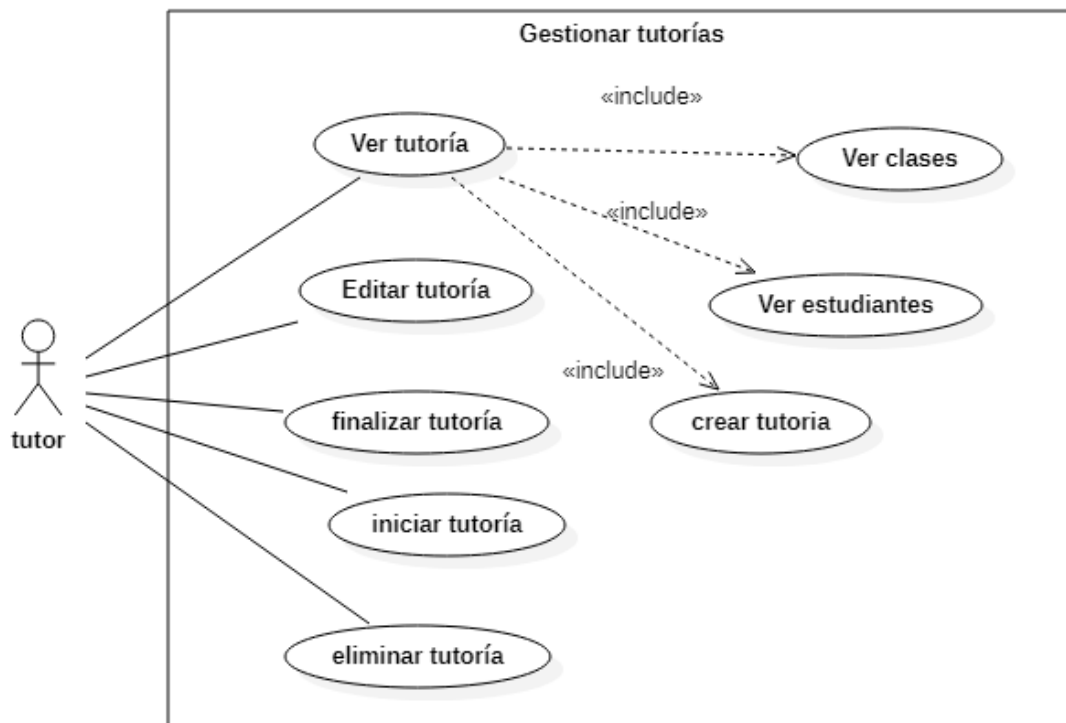 Gestionar tutorías
«include»
Ver tutoría
Ver clases
«include»
Editar tutoría
Ver estudiantes
«include»
finalizar tutoría
crear tutoria
tutor
iniciar tutoría
eliminar tutoría